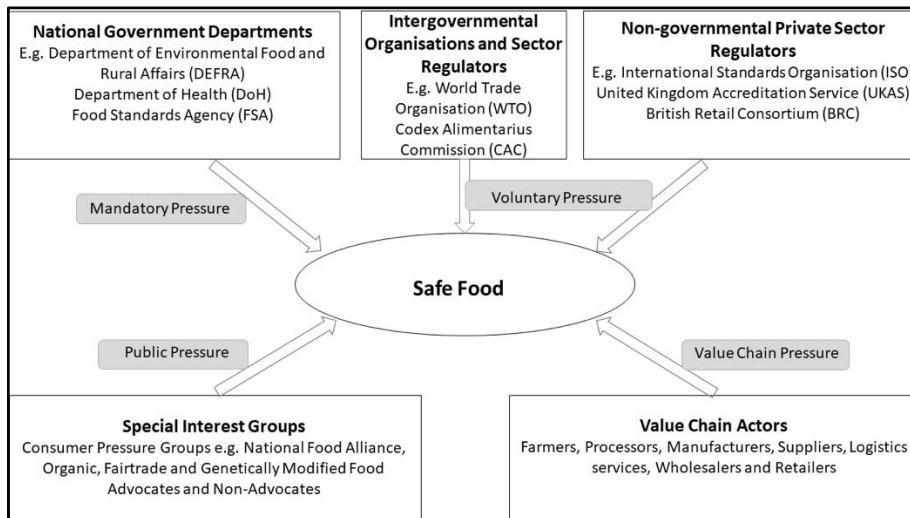 National Government Departments
E.g. Department of Environmental Food and
Rural Affairs (DEFRA)
Department of Health (DoH)
Food Standards Agency (FSA)
Intergovernmental
Organisations and Sector
Regulators
E.g. World Trade
Organisation (WTO)
Codex Alimentarius
Commission (CAC)
Non-governmental Private Sector
Regulators
E.g. International Standards Organisation (ISO)
United Kingdom Accreditation Service (UKAS)
British Retail Consortium (BRC)
Mandatory Pressure
Voluntary Pressure
Safe Food
Public Pressure
Value Chain Pressure
Special Interest Groups
Consumer Pressure Groups e.g. National Food Alliance,
Organic, Fairtrade and Genetically Modified Food
Advocates and Non-Advocates
Value Chain Actors
Farmers, Processors, Manufacturers, Suppliers, Logistics
services, Wholesalers and Retailers